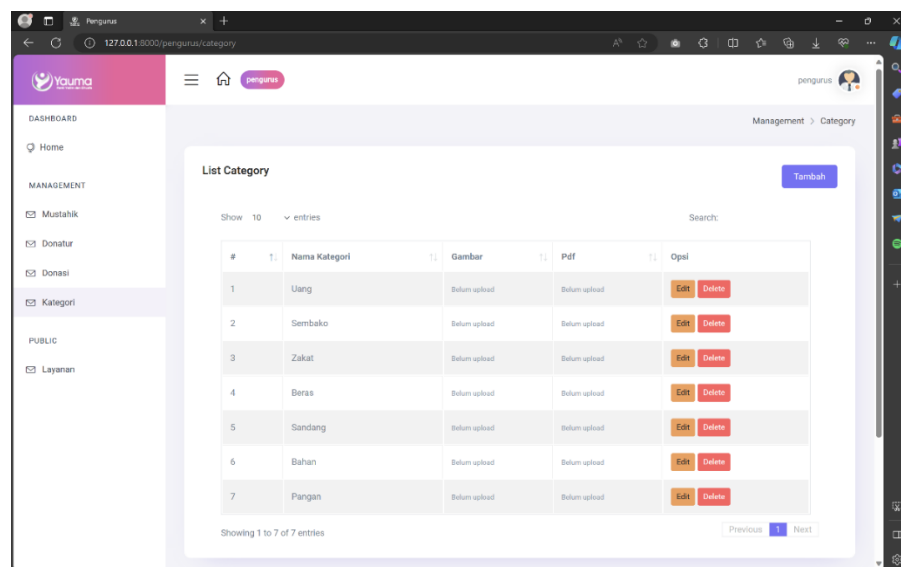 Pengurus
127.0.0.1:8000/pengurus/category
Yauma
pengurus
pengurus
DASHBOARD
Management > Category
Home
List Category
Tambah
MANAGEMENT
Mustahik
Show 10 entries
Search:
Donatur
Donasi
Kategori
PUBLIC
Layanan
# Nama Kategori Gambar Pdf Opsi
1 Uang Belum upload Belum upload Edit Delete
2 Sembako Belum upload Belum upload Edit Delete
3 Zakat Belum upload Belum upload Edit Delete
4 Beras Belum upload Belum upload Edit Delete
5 Sandang Belum upload Belum upload Edit Delete
6 Bahan Belum upload Belum upload Edit Delete
7 Pangan Belum upload Belum upload Edit Delete
Showing 1 to 7 of 7 entries
Previous 1 Next